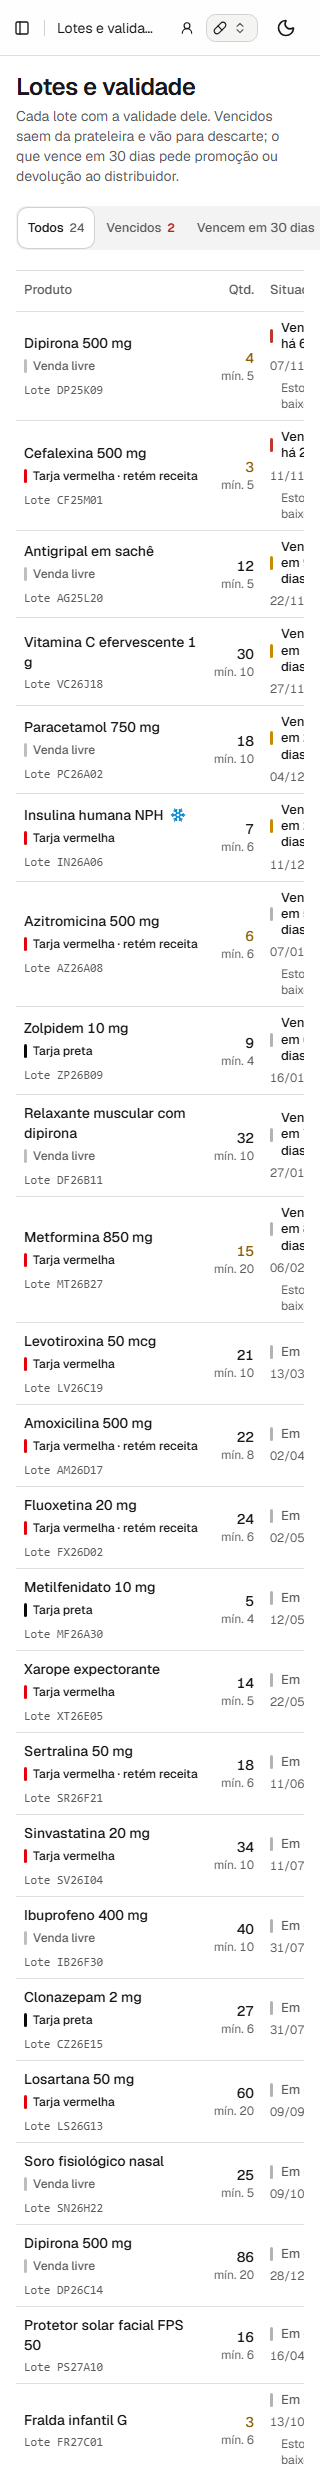 Lotes e valida...
Lotes e validade
Cada lote com a validade dele. Vencidos
saem da prateleira e vão para descarte; o
que vence em 30 dias pede promoção ou
devolução ao distribuidor.
Todos 24 Vencidos 2 Vencem em 30 dias
Produto Qtd.
Dipirona 500 mg
Venda livre
Lote DP25K09
4
mín. 5
há 6
07/11
Cefalexina 500 mg
Tarja vermelha · retém receita
Lote CF25M01
3
mín. 5
há 2
11/11
Antigripal em sachê
Venda livre
Lote AG25L20
12
mín. 5
dias
22/11
Vitamina C efervescente 1
g
Lote VC26J18
30
mín. 10
em
dias
27/11
Paracetamol 750 mg
Venda livre
Lote PC26A02
18
mín. 10
dias
04/12
Insulina humana NPH
Tarja vermelha
Lote IN26A06
7
mín. 6
dias
11/12
Azitromicina 500 mg
Tarja vermelha · retém receita
Lote AZ26A08
6
mín. 6
dias
07/01
Zolpidem 10 mg
Tarja preta
Lote ZP26B09
9
mín. 4
dias
16/01
Relaxante muscular com
dipirona
Venda livre
Lote DF26B11
32
mín. 10
dias
27/01
Metformina 850 mg
Tarja vermelha
Lote MT26B27
15
mín. 20
dias
06/02
Levotiroxina 50 mcg
Tarja vermelha
Lote LV26C19
21
mín. 10
Em
13/03
Amoxicilina 500 mg
Tarja vermelha · retém receita
Lote AM26D17
22
mín. 8
Em
02/04
Fluoxetina 20 mg
Tarja vermelha · retém receita
Lote FX26D02
24
mín. 6
Em
02/05
Metilfenidato 10 mg
Tarja preta
Lote MF26A30
5
mín. 4
Em
12/05
Xarope expectorante
Tarja vermelha
Lote XT26E05
14
mín. 5
Em
22/05
Sertralina 50 mg
Tarja vermelha · retém receita
Lote SR26F21
18
mín. 6
Em
11/06
Sinvastatina 20 mg
Tarja vermelha
Lote SV26I04
34
mín. 10
Em
11/07
Ibuprofeno 400 mg
Venda livre
Lote IB26F30
40
mín. 10
Em
31/07
Clonazepam 2 mg
Tarja preta
Lote CZ26E15
27
mín. 6
Em
31/07
Losartana 50 mg
Tarja vermelha
Lote LS26G13
60
mín. 20
Em
09/09
Soro fisiológico nasal
Venda livre
Lote SN26H22
25
mín. 5
Em
09/10
Dipirona 500 mg
Venda livre
Lote DP26C14
86
mín. 20
Em
28/12
Protetor solar facial FPS
50
Lote PS27A10
16
mín. 6
Em
16/04
Fralda infantil G
Lote FR27C01
3
mín. 6
Em
13/10